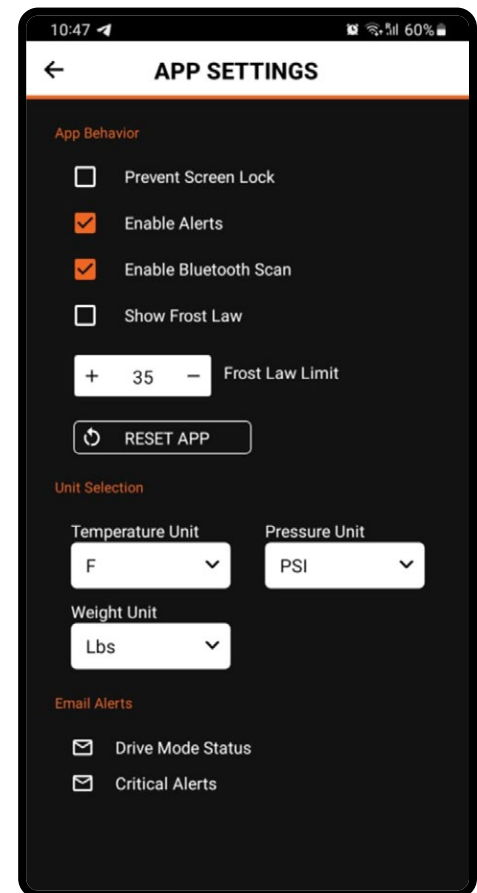 10:47 60%
APP SETTINGS
App Behavior
Prevent Screen Lock
Enable Alerts
Enable Bluetooth Scan
Show Frost Law
+ 35 − Frost Law Limit
RESET APP
Unit Selection
Temperature Unit Pressure Unit
F PSI
Weight Unit
Lbs
Email Alerts
Drive Mode Status
Critical Alerts